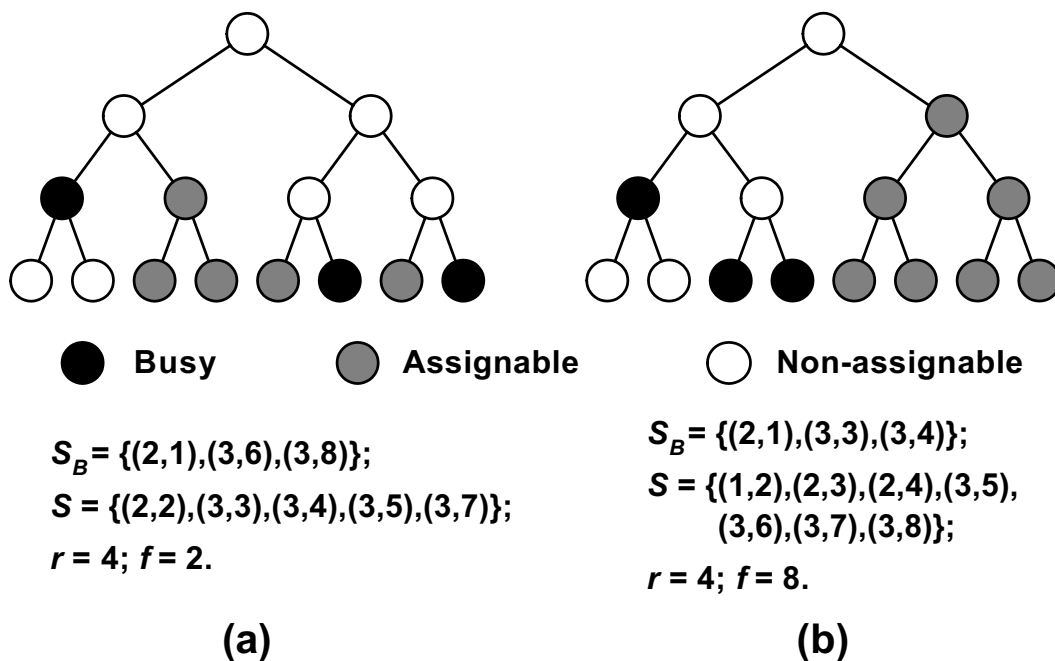 Busy
Assignable
Non-assignable
S_B = {(2,1),(3,6),(3,8)};
S = {(2,2),(3,3),(3,4),(3,5),(3,7)};
r = 4; f = 2.
(a)
S_B = {(2,1),(3,3),(3,4)};
S = {(1,2),(2,3),(2,4),(3,5),
(3,6),(3,7),(3,8)};
r = 4; f = 8.
(b)